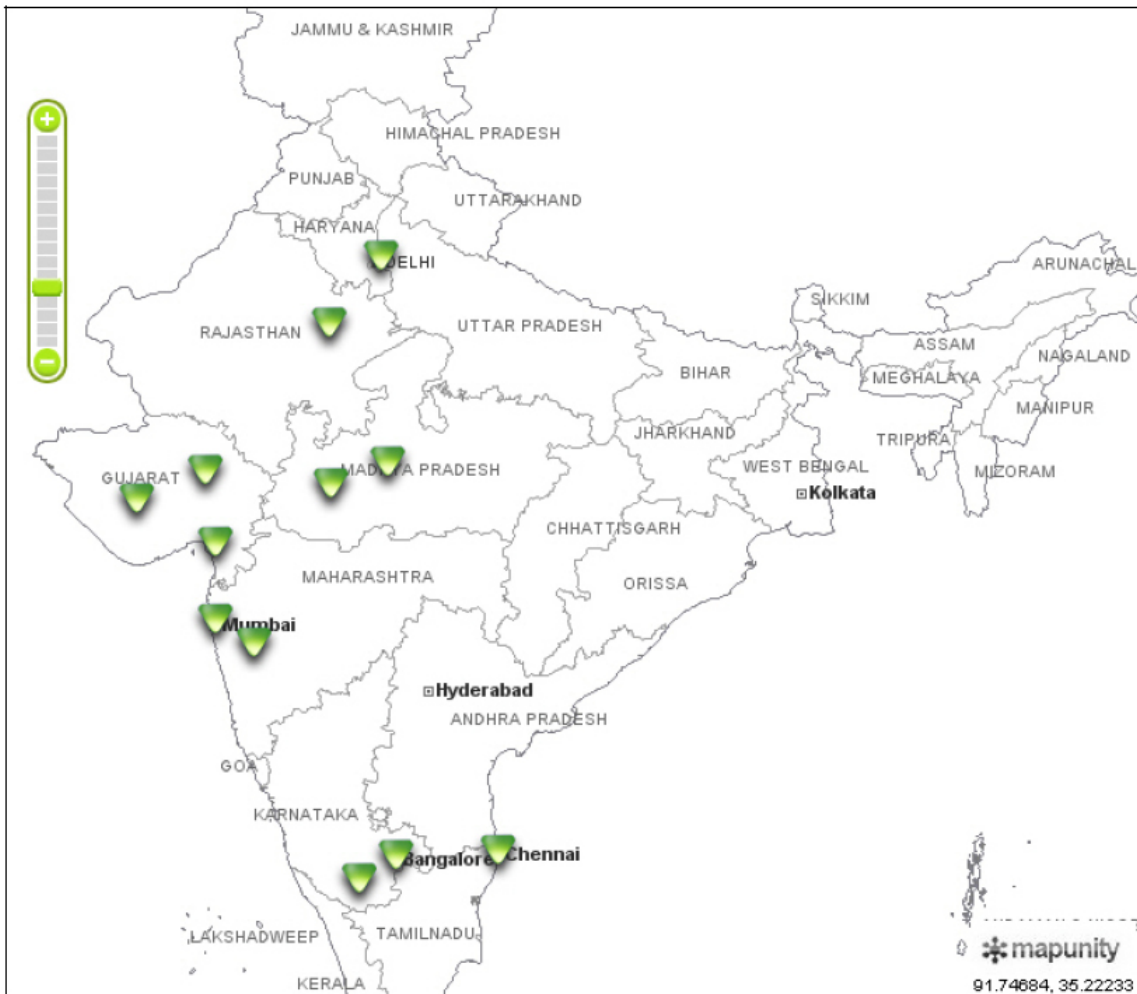 JAMMU & KASHMIR
HIMACHAL PRADESH
PUNJAB
UTTARAKHAND
HARYANA
DELHI
ARUNACHAL
SIKKIM
RAJASTHAN
UTTAR PRADESH
ASSAM
NAGALAND
BIHAR
MEGHALAYA
MANIPUR
JHARKHAND
TRIPURA
GUJARAT
MADHYA PRADESH
WEST BENGAL
MIZORAM
Kolkata
CHHATTISGARH
MAHARASHTRA
ORISSA
Mumbai
Hyderabad
ANDHRA PRADESH
GOA
KARNATAKA
Bangalore
Chennai
LAKSHADWEEP
TAMILNADU
mapunity
KERALA
91.74684, 35.22233